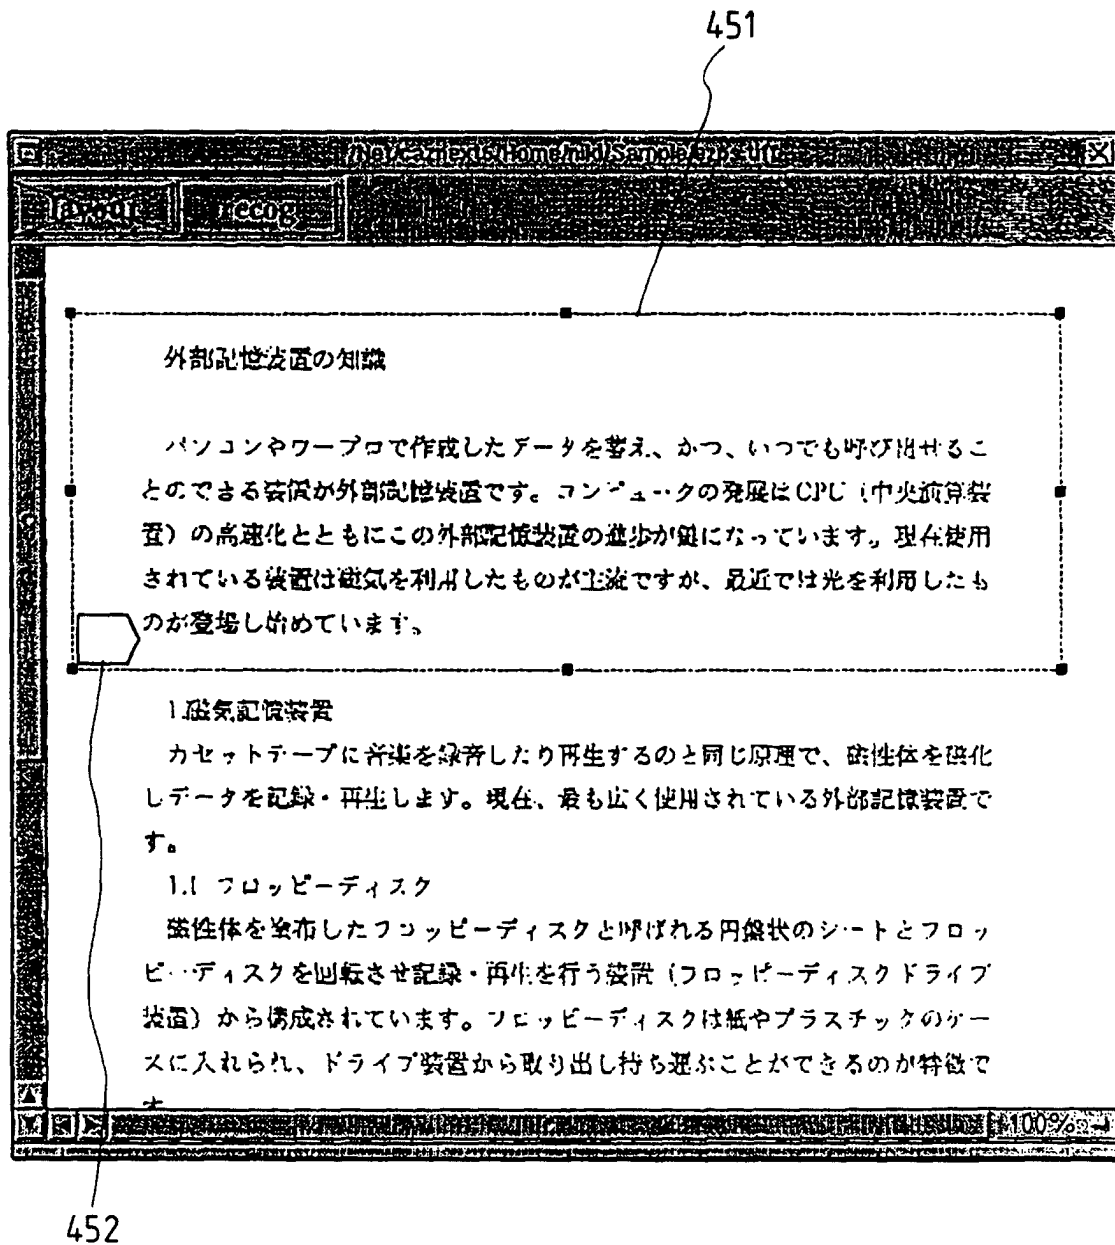 451
layout recog
外部記憶装置の知識
パソコンやワープロで作成したデータを蓄え、かつ、いつでも呼び出せるこ
とのできる装置が外部記憶装置です。コンピュータの発展はCPU（中央演算装
置）の高速化とともにこの外部記憶装置の進歩が鍵になっています。現在使用
されている装置は磁気を利用したものが主流ですが、最近では光を利用したも
のが登場し始めています。
1.磁気記憶装置
カセットテープに音楽を録音したり再生するのと同じ原理で、磁性体を磁化
しデータを記録・再生します。現在、最も広く使用されている外部記憶装置で
す。
1.1 フロッピーディスク
磁性体を塗布したフロッピーディスクと呼ばれる円盤状のシートとフロッ
ピーディスクを回転させ記録・再生を行う装置（フロッピーディスクドライブ
装置）から構成されています。フロッピーディスクは紙やプラスチックのケー
スに入れられ、ドライブ装置から取り出し持ち運ぶことができるのが特徴で
100%
452